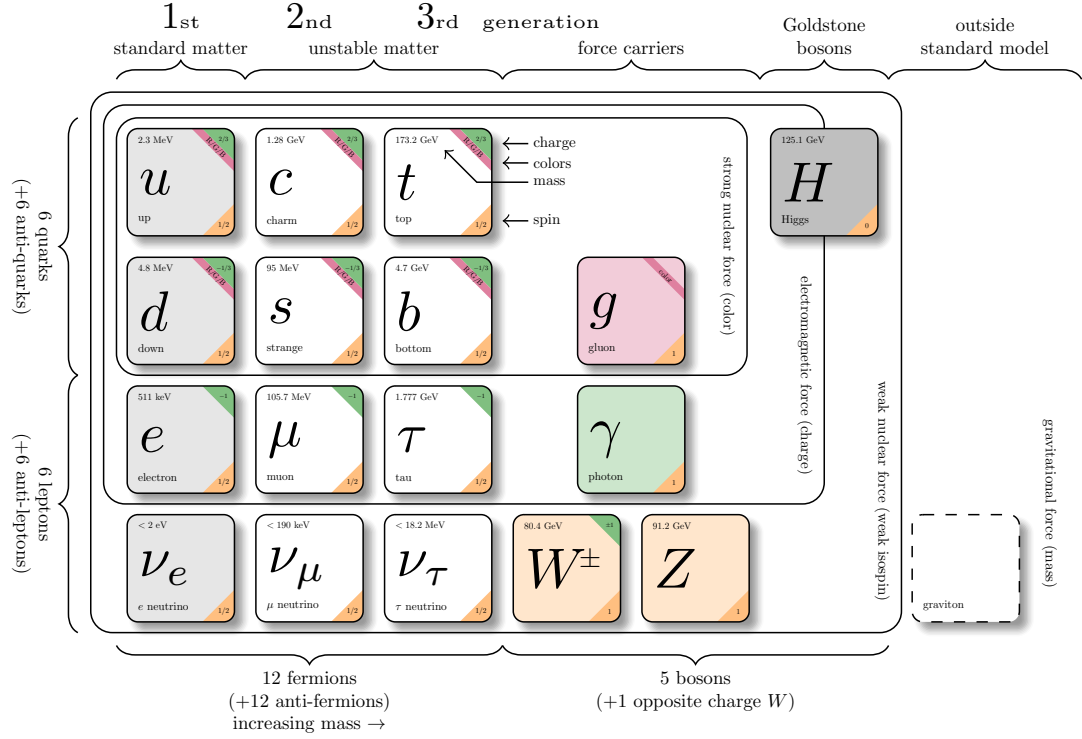 1st 2nd 3rd generation
standard matter
unstable matter
force carriers
Goldstone
bosons
outside
standard model
6 quarks
(+6 anti-quarks)
6 leptons
(+6 anti-leptons)
2.3 MeV
2/3
R/G/B
u
up
1/2
1.28 GeV
2/3
R/G/B
c
charm
1/2
173.2 GeV
2/3
R/G/B
t
top
1/2
charge
colors
mass
spin
125.1 GeV
H
Higgs
0
4.8 MeV
−1/3
R/G/B
d
down
1/2
95 MeV
−1/3
R/G/B
s
strange
1/2
4.7 GeV
−1/3
R/G/B
b
bottom
1/2
color
g
gluon
1
strong nuclear force (color)
511 keV
−1
e
electron
1/2
105.7 MeV
−1
μ
muon
1/2
1.777 GeV
−1
τ
tau
1/2
γ
photon
1
electromagnetic force (charge)
< 2 eV
νe
e neutrino
1/2
< 190 keV
νμ
μ neutrino
1/2
< 18.2 MeV
ντ
τ neutrino
1/2
80.4 GeV
±1
W±
1
91.2 GeV
Z
1
weak nuclear force (weak isospin)
graviton
gravitational force (mass)
12 fermions
(+12 anti-fermions)
increasing mass →
5 bosons
(+1 opposite charge W)